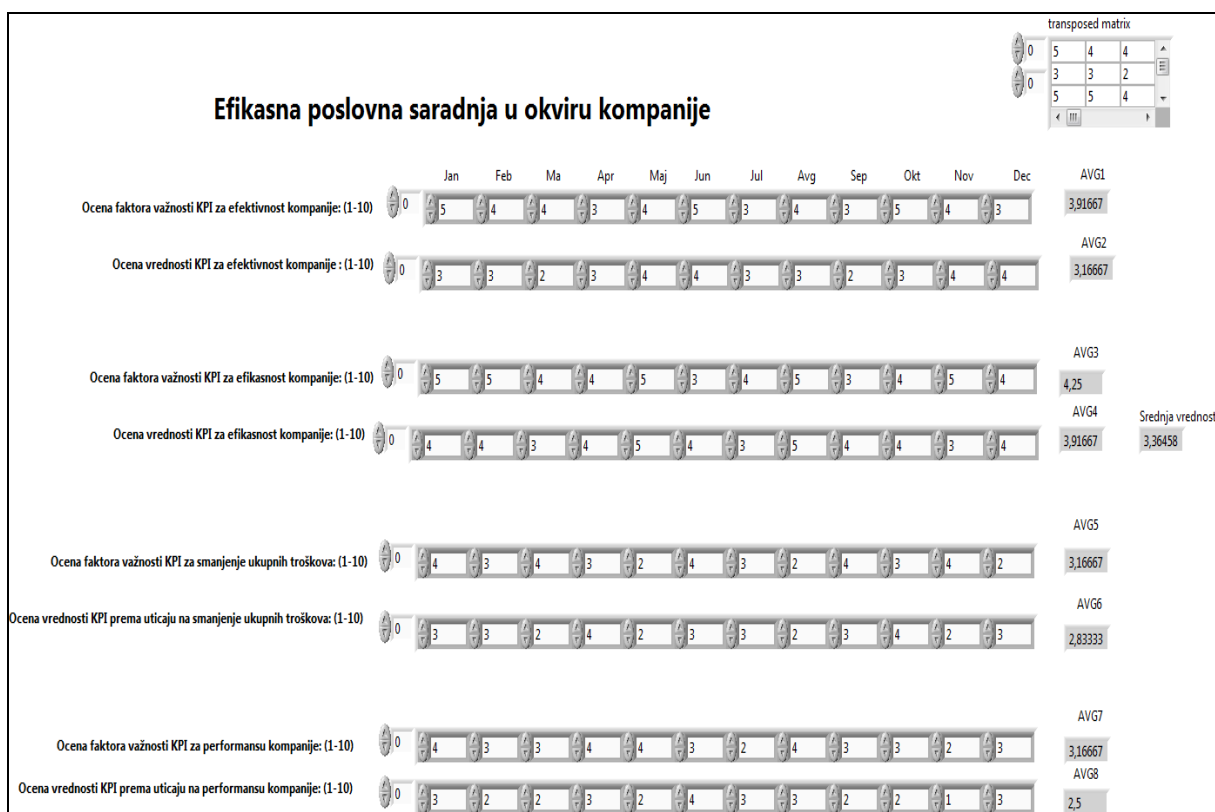 transposed matrix
0 5 4 4
0 3 3 2
5 5 4
Efikasna poslovna saradnja u okviru kompanije
Jan Feb Ma Apr Maj Jun Jul Avg Sep Okt Nov Dec AVG1
Ocena faktora važnosti KPI za efektivnost kompanije: (1-10) 0 5 4 4 3 4 5 3 4 3 5 4 3 3,91667
AVG2
Ocena vrednosti KPI za efektivnost kompanije : (1-10) 0 3 3 2 3 4 4 3 3 2 3 4 4 3,16667
AVG3
Ocena faktora važnosti KPI za efikasnost kompanije: (1-10) 0 5 5 4 4 5 3 4 5 3 4 5 4 4,25
AVG4 Srednja vrednost
Ocena vrednosti KPI za efikasnost kompanije: (1-10) 0 4 4 3 4 5 4 3 5 4 4 3 4 3,91667 3,36458
AVG5
Ocena faktora važnosti KPI za smanjenje ukupnih troškova: (1-10) 0 4 3 4 3 2 4 3 2 4 3 4 2 3,16667
AVG6
Ocena vrednosti KPI prema uticaju na smanjenje ukupnih troškova: (1-10) 0 3 3 2 4 2 3 3 2 3 4 2 3 2,83333
AVG7
Ocena faktora važnosti KPI za performansu kompanije: (1-10) 0 4 3 3 4 4 3 2 4 3 3 2 3 3,16667
AVG8
Ocena vrednosti KPI prema uticaju na performansu kompanije: (1-10) 0 3 2 2 3 2 4 3 3 2 2 1 3 2,5